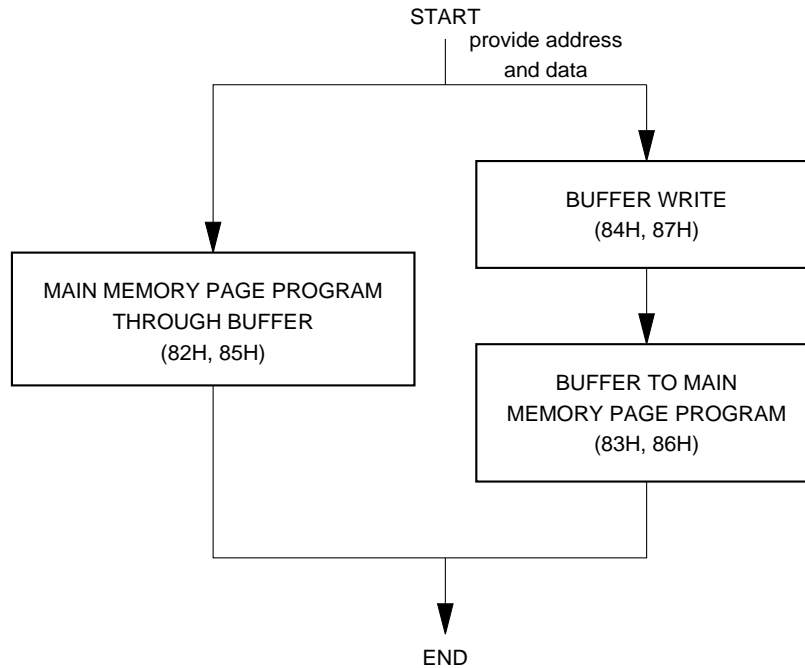 START
provide address
and data
BUFFER WRITE
(84H, 87H)
MAIN MEMORY PAGE PROGRAM
THROUGH BUFFER
(82H, 85H)
BUFFER TO MAIN
MEMORY PAGE PROGRAM
(83H, 86H)
END